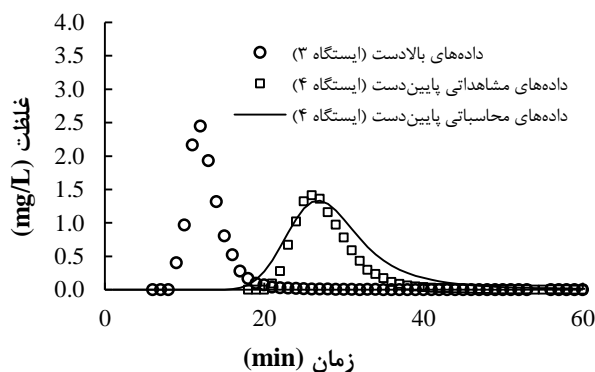 4.0
3.5
3.0
2.5
2.0
1.5
1.0
0.5
0.0
غلظت (mg/L)
داده‌های بالادست (ایستگاه ۳)
داده‌های مشاهداتی پایین‌دست (ایستگاه ۴)
داده‌های محاسباتی پایین‌دست (ایستگاه ۴)
0 20 40 60
زمان (min)